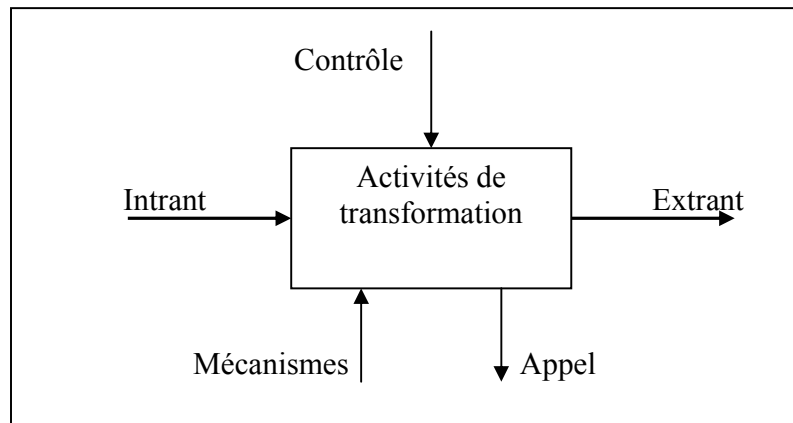 Contrôle
Activités de
transformation
Intrant
Extrant
Mécanismes
Appel